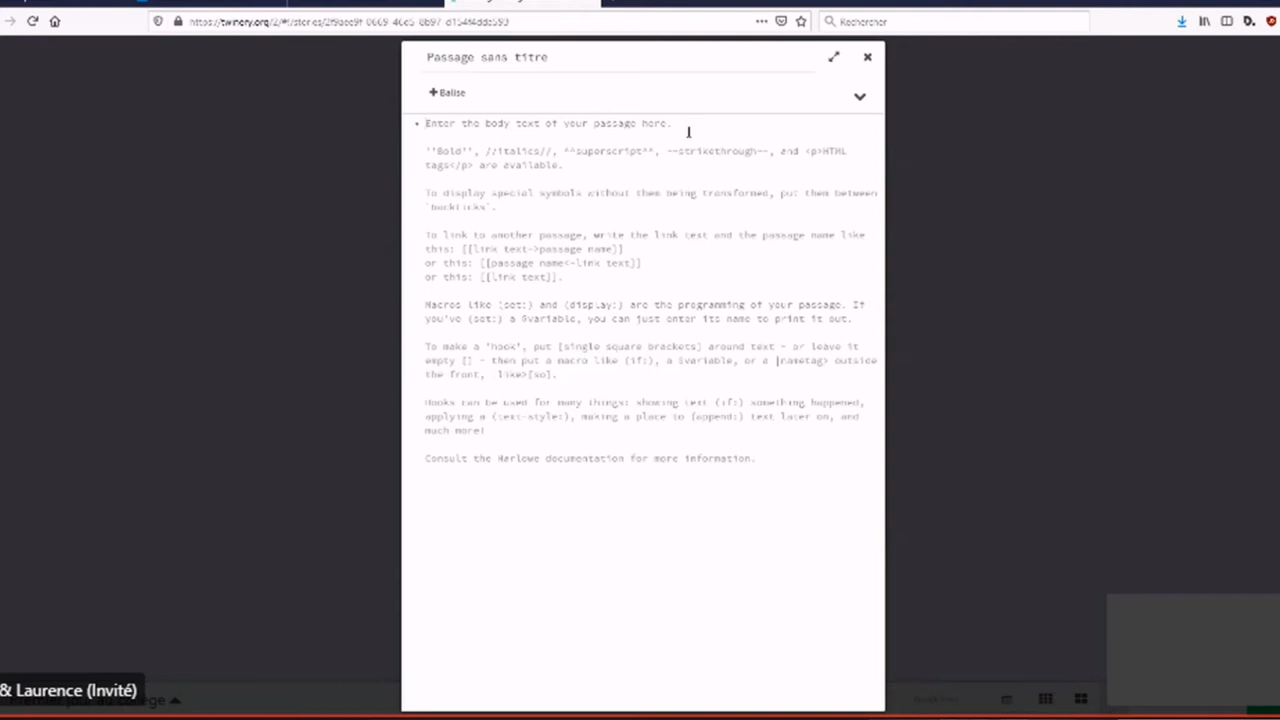 Rechercher
Passage sans titre
+Balise
Enter the body text of your passage here.
''Bold'', //italics//, ^^superscript^^, ~~strikethrough~~, and <p>HTML
tags</p> are available.
To display special symbols without them being transformed, put them between
`backticks`.
To link to another passage, write the link text and the passage name like
this: [[link text->passage name]]
or this: [[passage name<-link text]]
or this: [[link text]].
Macros like (set:) and (display:) are the programming of your passage. If
you've (set:) a $variable, you can just enter its name to print it out.
To make a 'hook', put [single square brackets] around text - or leave it
empty [] - then put a macro like (if:), a $variable, or a |nametag> outside
the front, |like>[so].
Hooks can be used for many things: showing text (if:) something happened,
applying a (text-style:), making a place to (append:) text later on, and
much more!
Consult the Harlowe documentation for more information.
& Laurence (Invité)